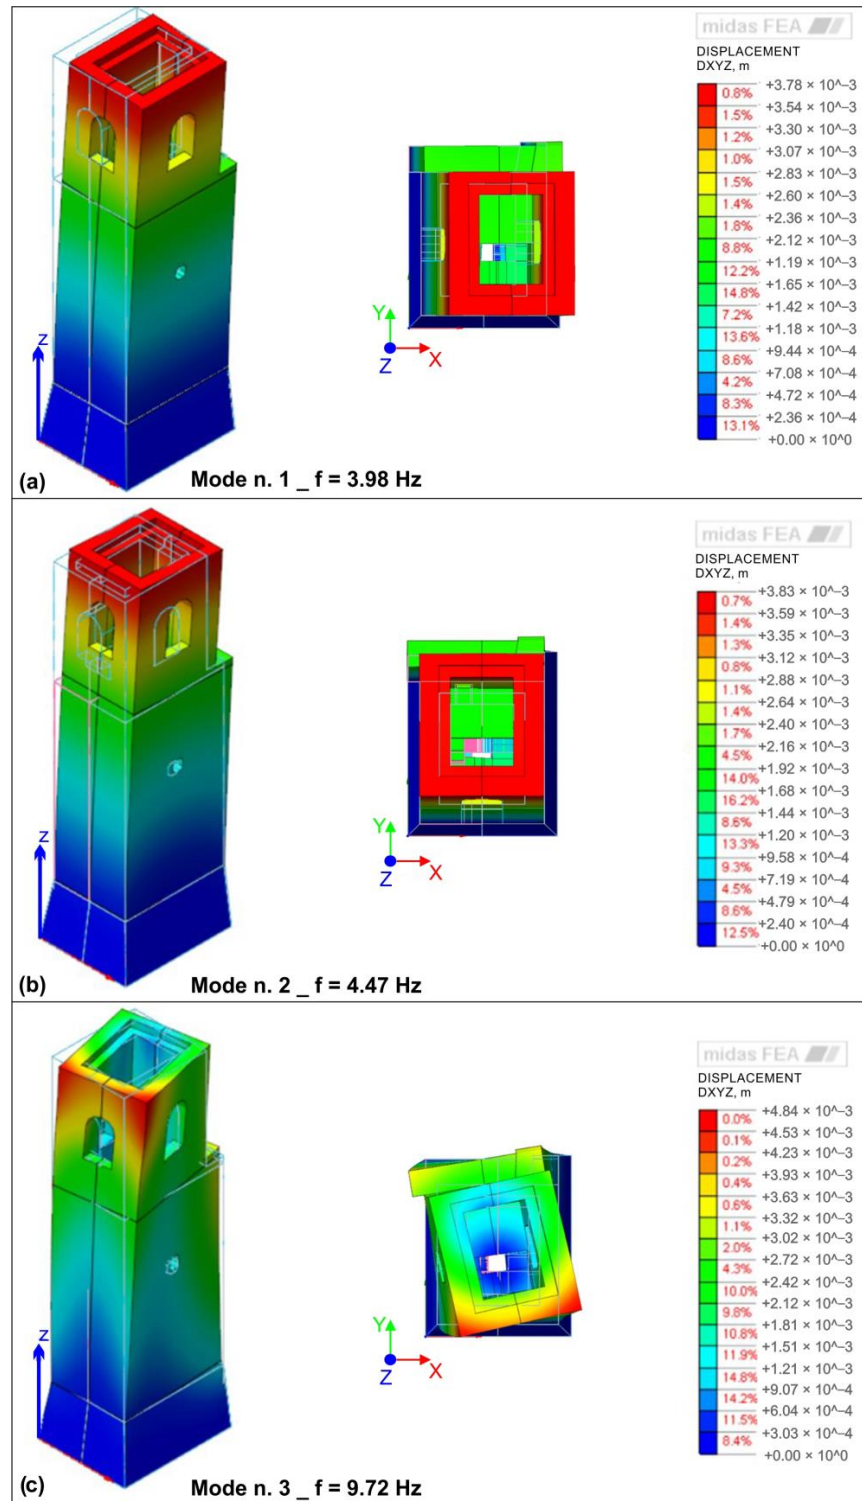 midas FEA
DISPLACEMENT
DXYZ, m
+3.78 × 10^−3
0.8%
+3.54 × 10^−3
1.5%
+3.30 × 10^−3
1.2%
+3.07 × 10^−3
1.0%
+2.83 × 10^−3
1.5%
+2.60 × 10^−3
1.4%
+2.36 × 10^−3
1.8%
+2.12 × 10^−3
8.8%
+1.19 × 10^−3
12.2%
+1.65 × 10^−3
14.8%
+1.42 × 10^−3
7.2%
+1.18 × 10^−3
13.6%
+9.44 × 10^−4
8.6%
+7.08 × 10^−4
4.2%
+4.72 × 10^−4
8.3%
+2.36 × 10^−4
13.1%
+0.00 × 10^0
z
Y
Z
X
(a)
Mode n. 1 _ f = 3.98 Hz
midas FEA
DISPLACEMENT
DXYZ, m
+3.83 × 10^−3
0.7%
+3.59 × 10^−3
1.4%
+3.35 × 10^−3
1.3%
+3.12 × 10^−3
0.8%
+2.88 × 10^−3
1.1%
+2.64 × 10^−3
1.4%
+2.40 × 10^−3
1.7%
+2.16 × 10^−3
4.5%
+1.92 × 10^−3
14.0%
+1.68 × 10^−3
16.2%
+1.44 × 10^−3
8.6%
+1.20 × 10^−3
13.3%
+9.58 × 10^−4
9.3%
+7.19 × 10^−4
4.5%
+4.79 × 10^−4
8.6%
+2.40 × 10^−4
12.5%
+0.00 × 10^0
z
Y
Z
X
(b)
Mode n. 2 _ f = 4.47 Hz
midas FEA
DISPLACEMENT
DXYZ, m
+4.84 × 10^−3
0.0%
+4.53 × 10^−3
0.1%
+4.23 × 10^−3
0.2%
+3.93 × 10^−3
0.4%
+3.63 × 10^−3
0.6%
+3.32 × 10^−3
1.1%
+3.02 × 10^−3
2.0%
+2.72 × 10^−3
4.3%
+2.42 × 10^−3
10.0%
+2.12 × 10^−3
9.8%
+1.81 × 10^−3
10.8%
+1.51 × 10^−3
11.9%
+1.21 × 10^−3
14.8%
+9.07 × 10^−4
14.2%
+6.04 × 10^−4
11.5%
+3.03 × 10^−4
8.4%
+0.00 × 10^0
z
Y
Z
X
(c)
Mode n. 3 _ f = 9.72 Hz